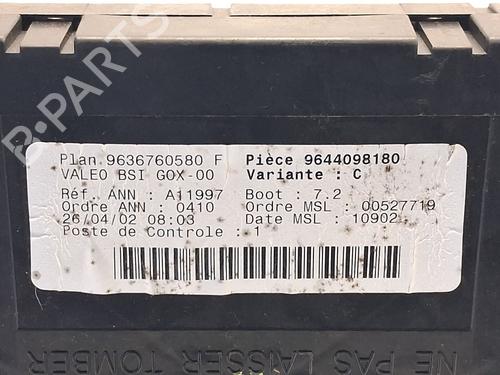 B-PARTS
Plan 9636760580 F Pièce 9644098180
VALEO BSI GOX-00 Variante : C
Réf. ANN : A11997 Boot : 7.2
Ordre ANN : 0410 Ordre MSL : 00527719
26/04/02 08:03 Date MSL : 10902
Poste de Controle : 1
NE PAS LAISSER TOMBER